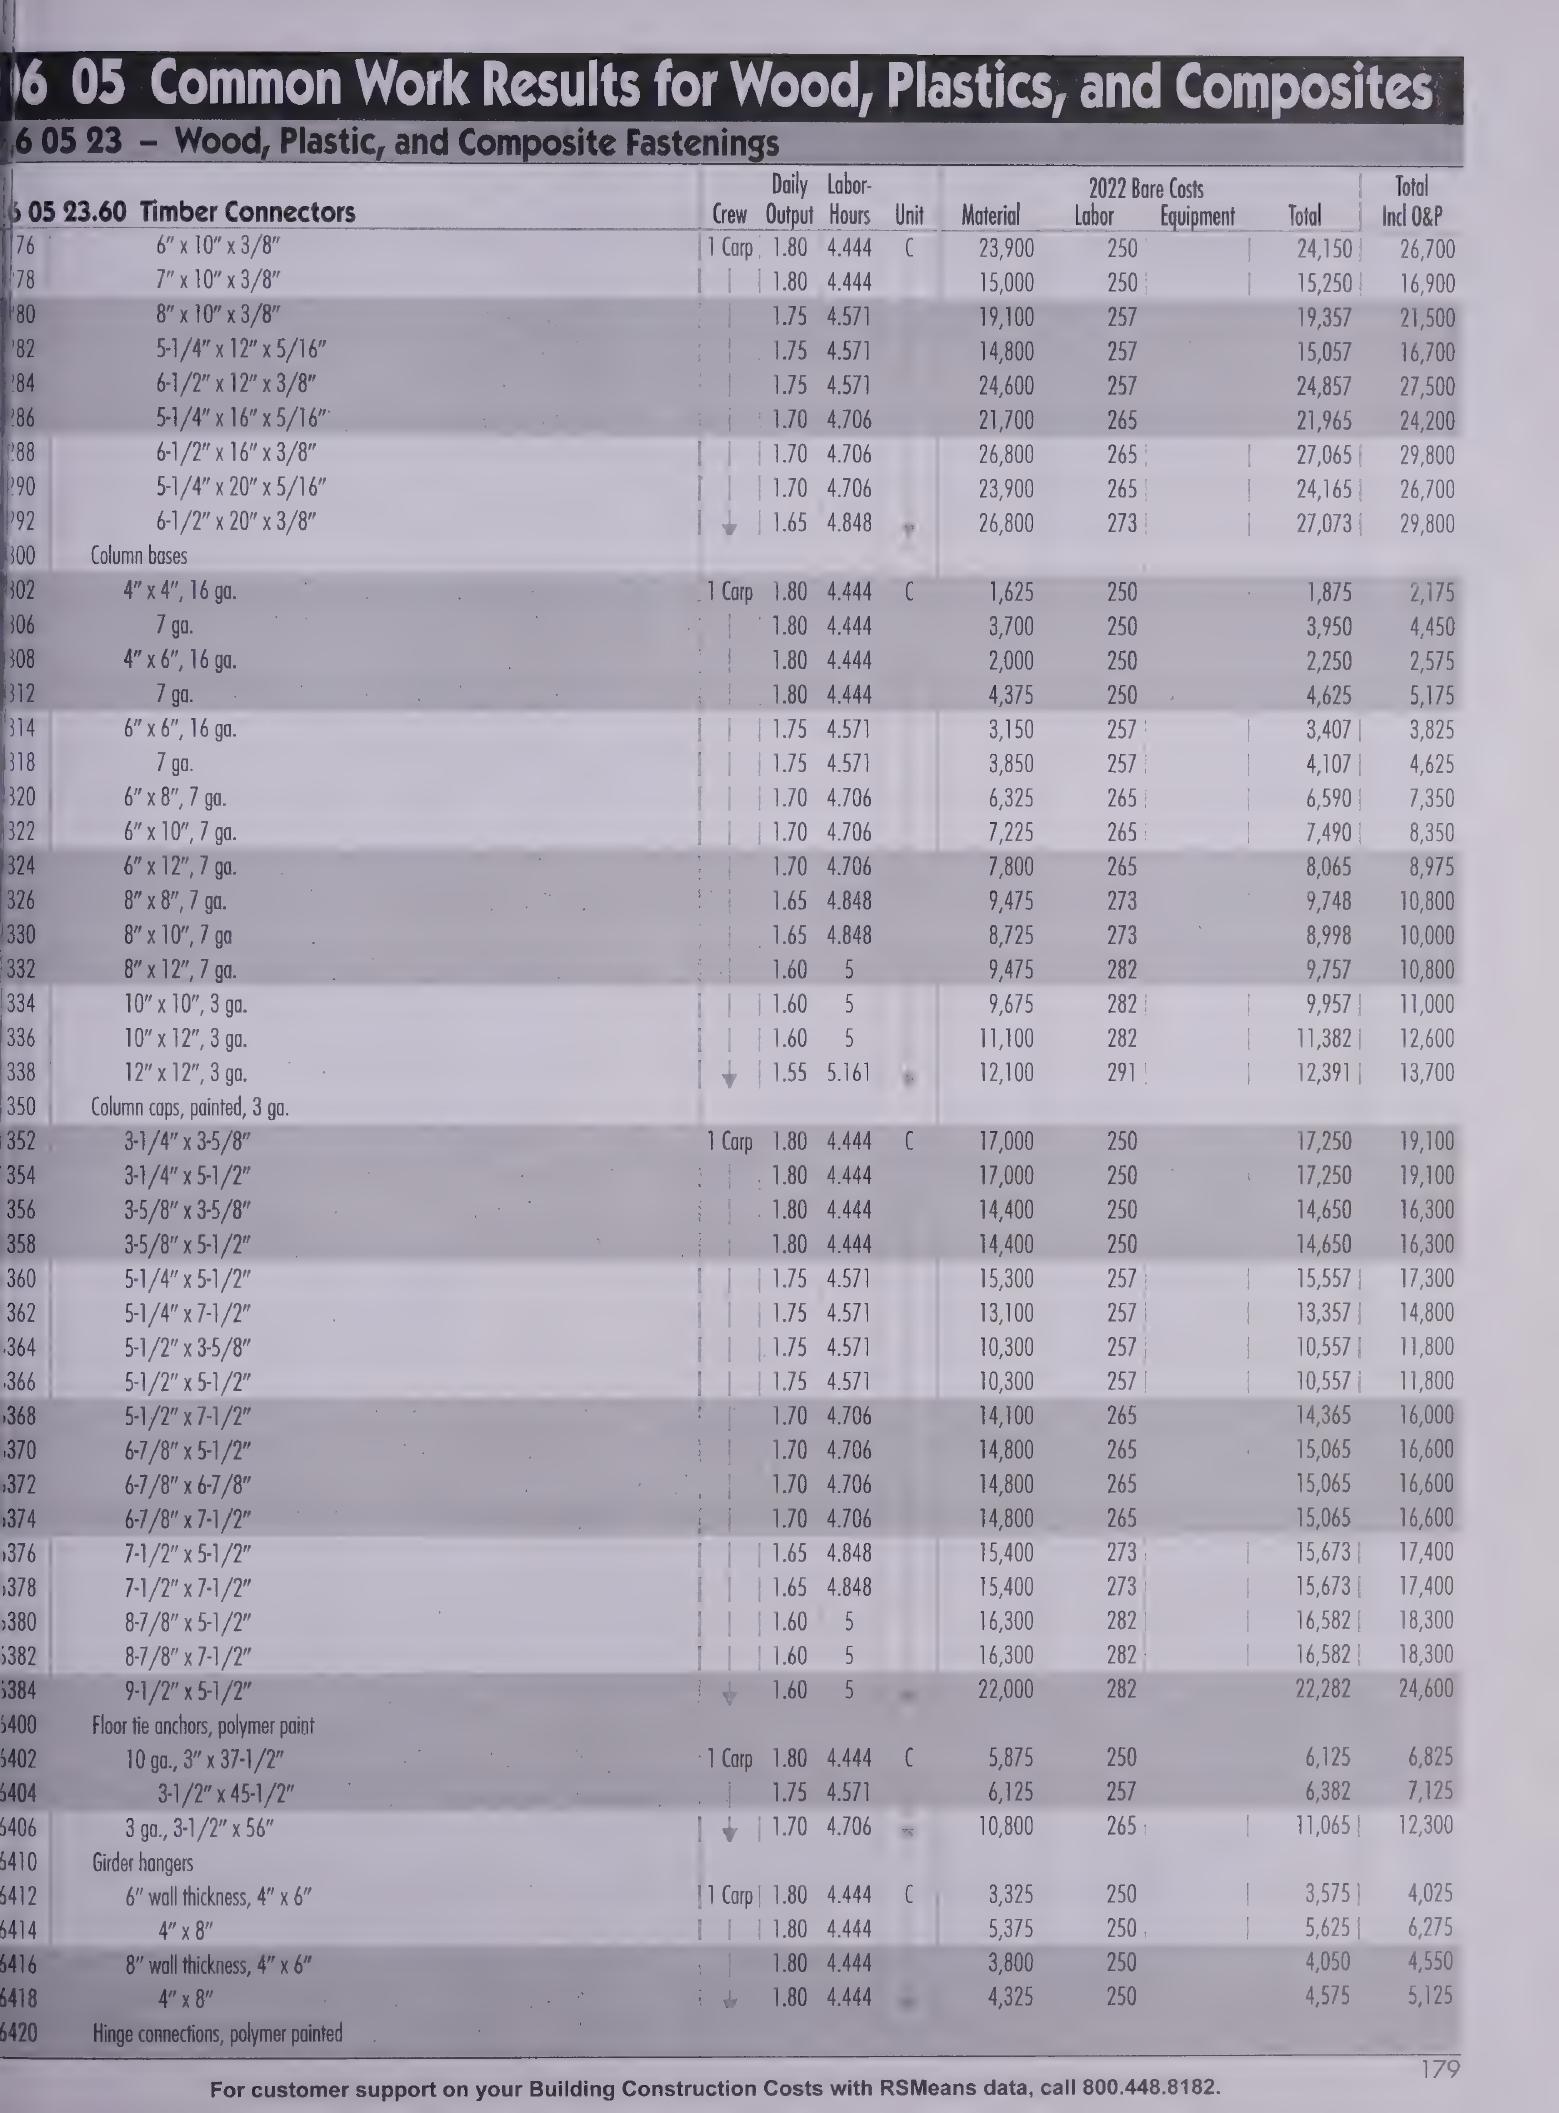 06 05 Common Work Results for Wood, Plastics, and Composites
6 05 23 – Wood, Plastic, and Composite Fastenings
Daily Labor- 2022 Bare Costs Total
6 05 23.60 Timber Connectors Crew Output Hours Unit Material Labor Equipment Total Incl O&P
76 6" x 10" x 3/8" 1 Carp 1.80 4.444 C 23,900 250 24,150 26,700
78 7" x 10" x 3/8" 1.80 4.444 15,000 250 15,250 16,900
80 8" x 10" x 3/8" 1.75 4.571 19,100 257 19,357 21,500
82 5-1/4" x 12" x 5/16" 1.75 4.571 14,800 257 15,057 16,700
84 6-1/2" x 12" x 3/8" 1.75 4.571 24,600 257 24,857 27,500
86 5-1/4" x 16" x 5/16" 1.70 4.706 21,700 265 21,965 24,200
88 6-1/2" x 16" x 3/8" 1.70 4.706 26,800 265 27,065 29,800
90 5-1/4" x 20" x 5/16" 1.70 4.706 23,900 265 24,165 26,700
92 6-1/2" x 20" x 3/8" 1.65 4.848 26,800 273 27,073 29,800
300 Column bases
302 4" x 4", 16 ga. 1 Carp 1.80 4.444 C 1,625 250 1,875 2,175
306 7 ga. 1.80 4.444 3,700 250 3,950 4,450
308 4" x 6", 16 ga. 1.80 4.444 2,000 250 2,250 2,575
312 7 ga. 1.80 4.444 4,375 250 4,625 5,175
314 6" x 6", 16 ga. 1.75 4.571 3,150 257 3,407 3,825
318 7 ga. 1.75 4.571 3,850 257 4,107 4,625
320 6" x 8", 7 ga. 1.70 4.706 6,325 265 6,590 7,350
322 6" x 10", 7 ga. 1.70 4.706 7,225 265 7,490 8,350
324 6" x 12", 7 ga. 1.70 4.706 7,800 265 8,065 8,975
326 8" x 8", 7 ga. 1.65 4.848 9,475 273 9,748 10,800
330 8" x 10", 7 ga 1.65 4.848 8,725 273 8,998 10,000
332 8" x 12", 7 ga. 1.60 5 9,475 282 9,757 10,800
334 10" x 10", 3 ga. 1.60 5 9,675 282 9,957 11,000
336 10" x 12", 3 ga. 1.60 5 11,100 282 11,382 12,600
338 12" x 12", 3 ga. 1.55 5.161 12,100 291 12,391 13,700
350 Column caps, painted, 3 ga.
352 3-1/4" x 3-5/8" 1 Carp 1.80 4.444 C 17,000 250 17,250 19,100
354 3-1/4" x 5-1/2" 1.80 4.444 17,000 250 17,250 19,100
356 3-5/8" x 3-5/8" 1.80 4.444 14,400 250 14,650 16,300
358 3-5/8" x 5-1/2" 1.80 4.444 14,400 250 14,650 16,300
360 5-1/4" x 5-1/2" 1.75 4.571 15,300 257 15,557 17,300
362 5-1/4" x 7-1/2" 1.75 4.571 13,100 257 13,357 14,800
364 5-1/2" x 3-5/8" 1.75 4.571 10,300 257 10,557 11,800
366 5-1/2" x 5-1/2" 1.75 4.571 10,300 257 10,557 11,800
368 5-1/2" x 7-1/2" 1.70 4.706 14,100 265 14,365 16,000
370 6-7/8" x 5-1/2" 1.70 4.706 14,800 265 15,065 16,600
372 6-7/8" x 6-7/8" 1.70 4.706 14,800 265 15,065 16,600
374 6-7/8" x 7-1/2" 1.70 4.706 14,800 265 15,065 16,600
376 7-1/2" x 5-1/2" 1.65 4.848 15,400 273 15,673 17,400
378 7-1/2" x 7-1/2" 1.65 4.848 15,400 273 15,673 17,400
380 8-7/8" x 5-1/2" 1.60 5 16,300 282 16,582 18,300
382 8-7/8" x 7-1/2" 1.60 5 16,300 282 16,582 18,300
384 9-1/2" x 5-1/2" 1.60 5 22,000 282 22,282 24,600
6400 Floor tie anchors, polymer paint
6402 10 ga., 3" x 37-1/2" 1 Carp 1.80 4.444 C 5,875 250 6,125 6,825
6404 3-1/2" x 45-1/2" 1.75 4.571 6,125 257 6,382 7,125
6406 3 ga., 3-1/2" x 56" 1.70 4.706 10,800 265 11,065 12,300
6410 Girder hangers
6412 6" wall thickness, 4" x 6" 1 Carp 1.80 4.444 C 3,325 250 3,575 4,025
6414 4" x 8" 1.80 4.444 5,375 250 5,625 6,275
6416 8" wall thickness, 4" x 6" 1.80 4.444 3,800 250 4,050 4,550
6418 4" x 8" 1.80 4.444 4,325 250 4,575 5,125
6420 Hinge connections, polymer painted
179
For customer support on your Building Construction Costs with RSMeans data, call 800.448.8182.